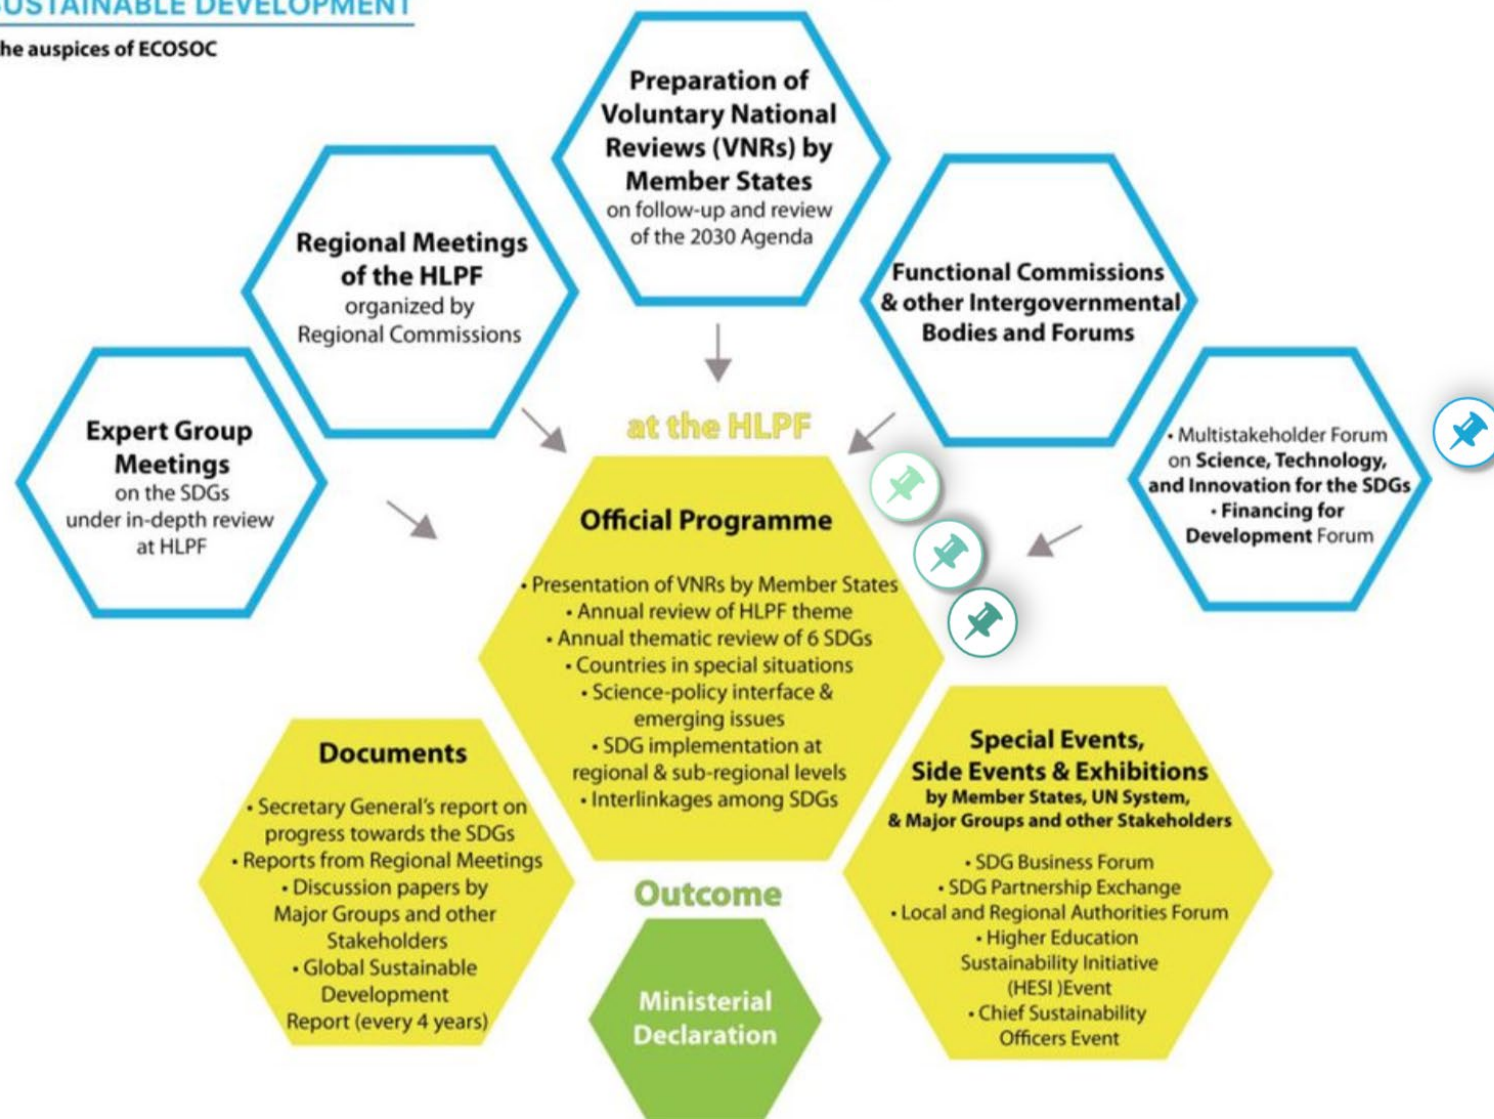 SUSTAINABLE DEVELOPMENT
he auspices of ECOSOC
Preparation of
Voluntary National
Reviews (VNRs) by
Member States
on follow-up and review
of the 2030 Agenda
Regional Meetings
of the HLPF
organized by
Regional Commissions
Functional Commissions
& other Intergovernmental
Bodies and Forums
Expert Group
Meetings
on the SDGs
under in-depth review
at HLPF
• Multistakeholder Forum
on Science, Technology,
and Innovation for the SDGs
• Financing for
Development Forum
at the HLPF
Official Programme
• Presentation of VNRs by Member States
• Annual review of HLPF theme
• Annual thematic review of 6 SDGs
• Countries in special situations
• Science-policy interface &
emerging issues
• SDG implementation at
regional & sub-regional levels
• Interlinkages among SDGs
Documents
• Secretary General's report on
progress towards the SDGs
• Reports from Regional Meetings
• Discussion papers by
Major Groups and other
Stakeholders
• Global Sustainable
Development
Report (every 4 years)
Special Events,
Side Events & Exhibitions
by Member States, UN System,
& Major Groups and other Stakeholders
• SDG Business Forum
• SDG Partnership Exchange
• Local and Regional Authorities Forum
• Higher Education
Sustainability Initiative
(HESI )Event
• Chief Sustainability
Officers Event
Outcome
Ministerial
Declaration